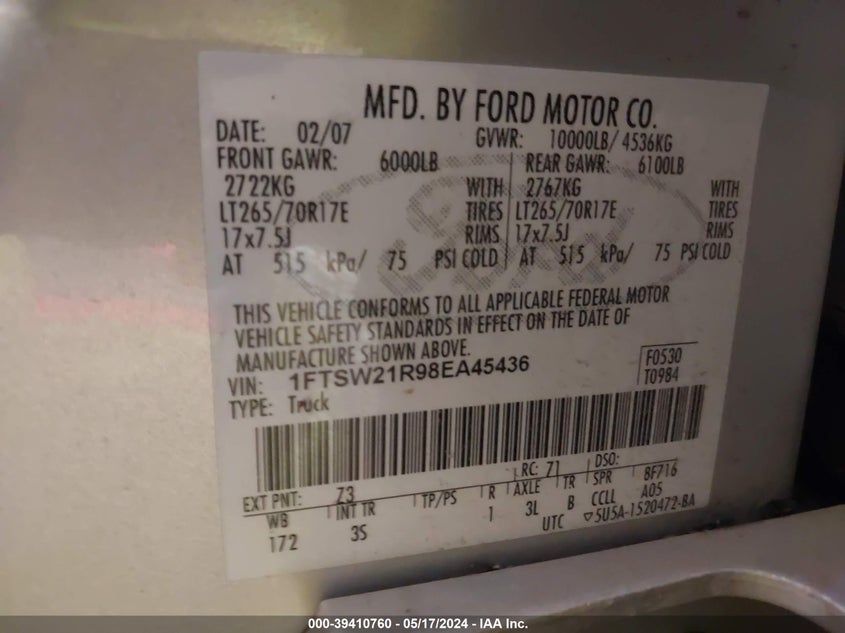 MFD. BY FORD MOTOR CO.
DATE: 02/07 GVWR: 10000LB/ 4536KG
FRONT GAWR: 6000LB REAR GAWR: 6100LB
2722KG WITH 2767KG WITH
LT265/70R17E TIRES LT265/70R17E TIRES
17x7.5J RIMS 17x7.5J RIMS
AT 515 kPa/ 75 PSI COLD AT 515 kPa/ 75 PSI COLD
THIS VEHICLE CONFORMS TO ALL APPLICABLE FEDERAL MOTOR
VEHICLE SAFETY STANDARDS IN EFFECT ON THE DATE OF
MANUFACTURE SHOWN ABOVE.
VIN: 1FTSW21R98EA45436 F0530
TYPE: Truck T0984
EXT PNT: Z3 RC: 71 DSO:
WB INT TR TP/PS R AXLE TR SPR 8F716
172 3S 1 3L B CCLL A05
UTC 5U5A-1520472-BA
000-39410760 - 05/17/2024 - IAA Inc.